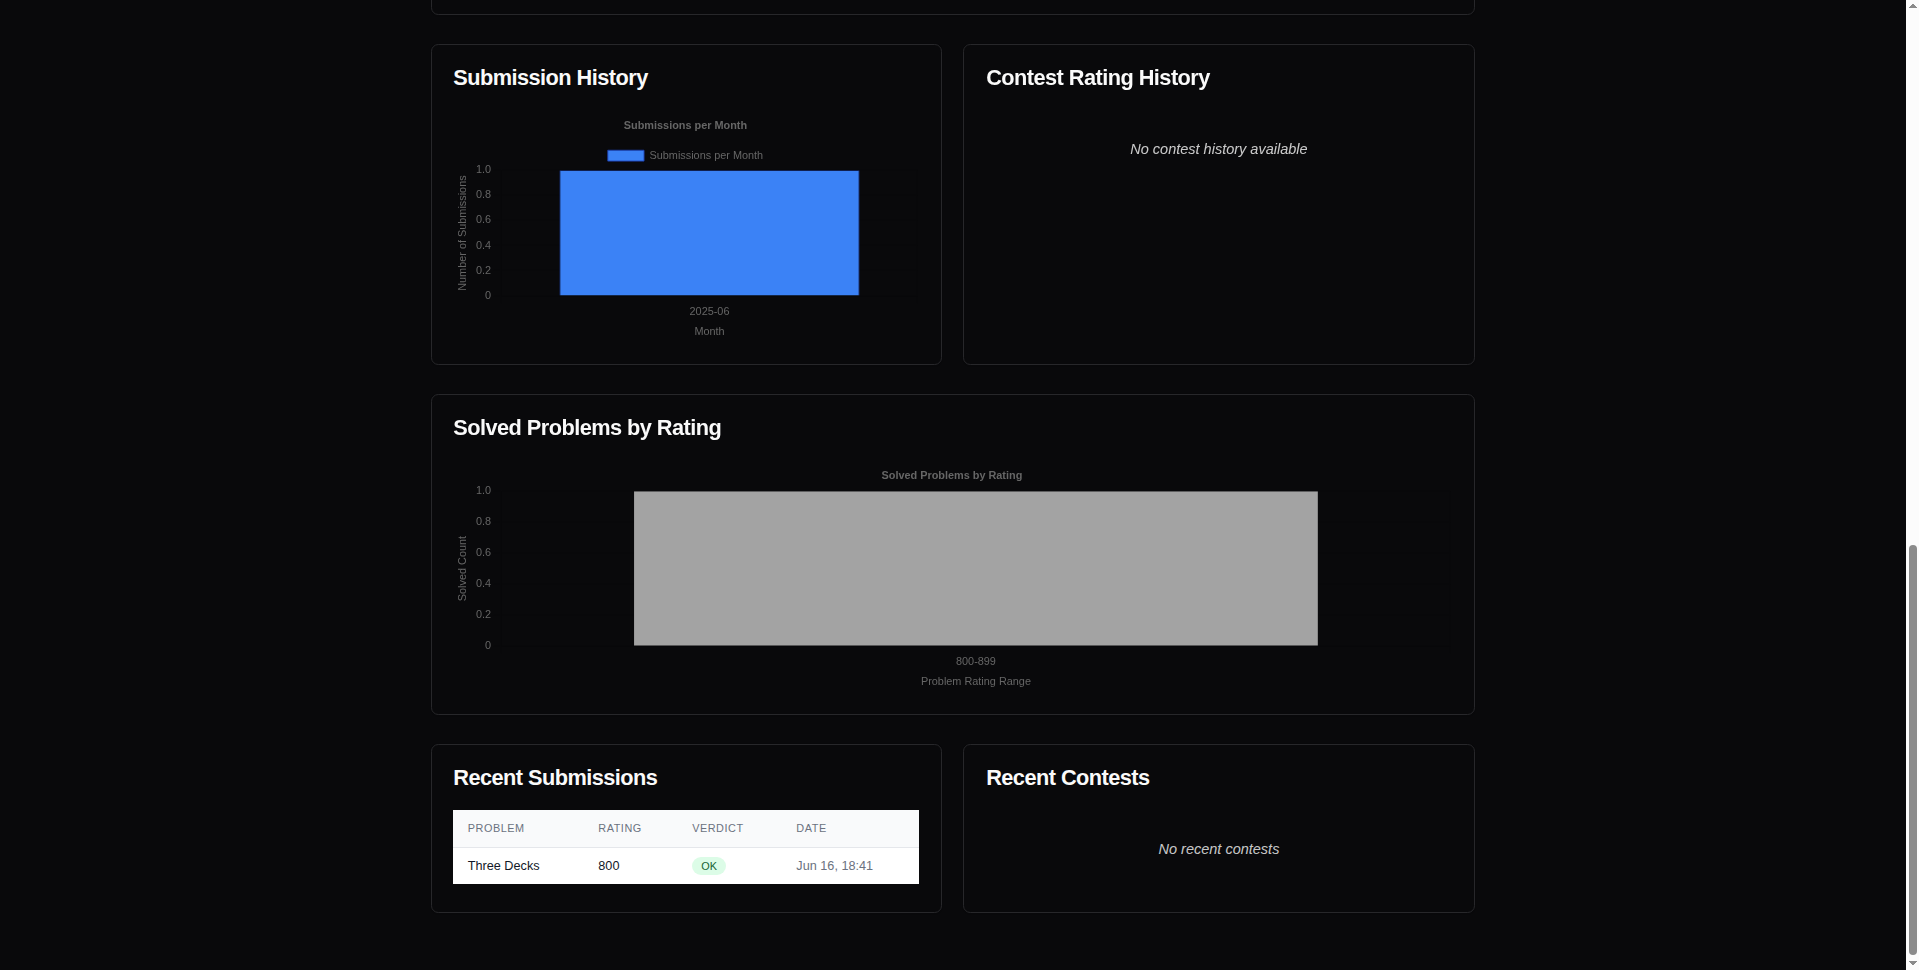 Submission History
Submissions per Month
Submissions per Month
Number of Submissions
1.0
0.8
0.6
0.4
0.2
0
2025-06
Month
Contest Rating History
No contest history available
Solved Problems by Rating
Solved Problems by Rating
Solved Count
1.0
0.8
0.6
0.4
0.2
0
800-899
Problem Rating Range
Recent Submissions
PROBLEM RATING VERDICT DATE
Three Decks 800 OK Jun 16, 18:41
Recent Contests
No recent contests